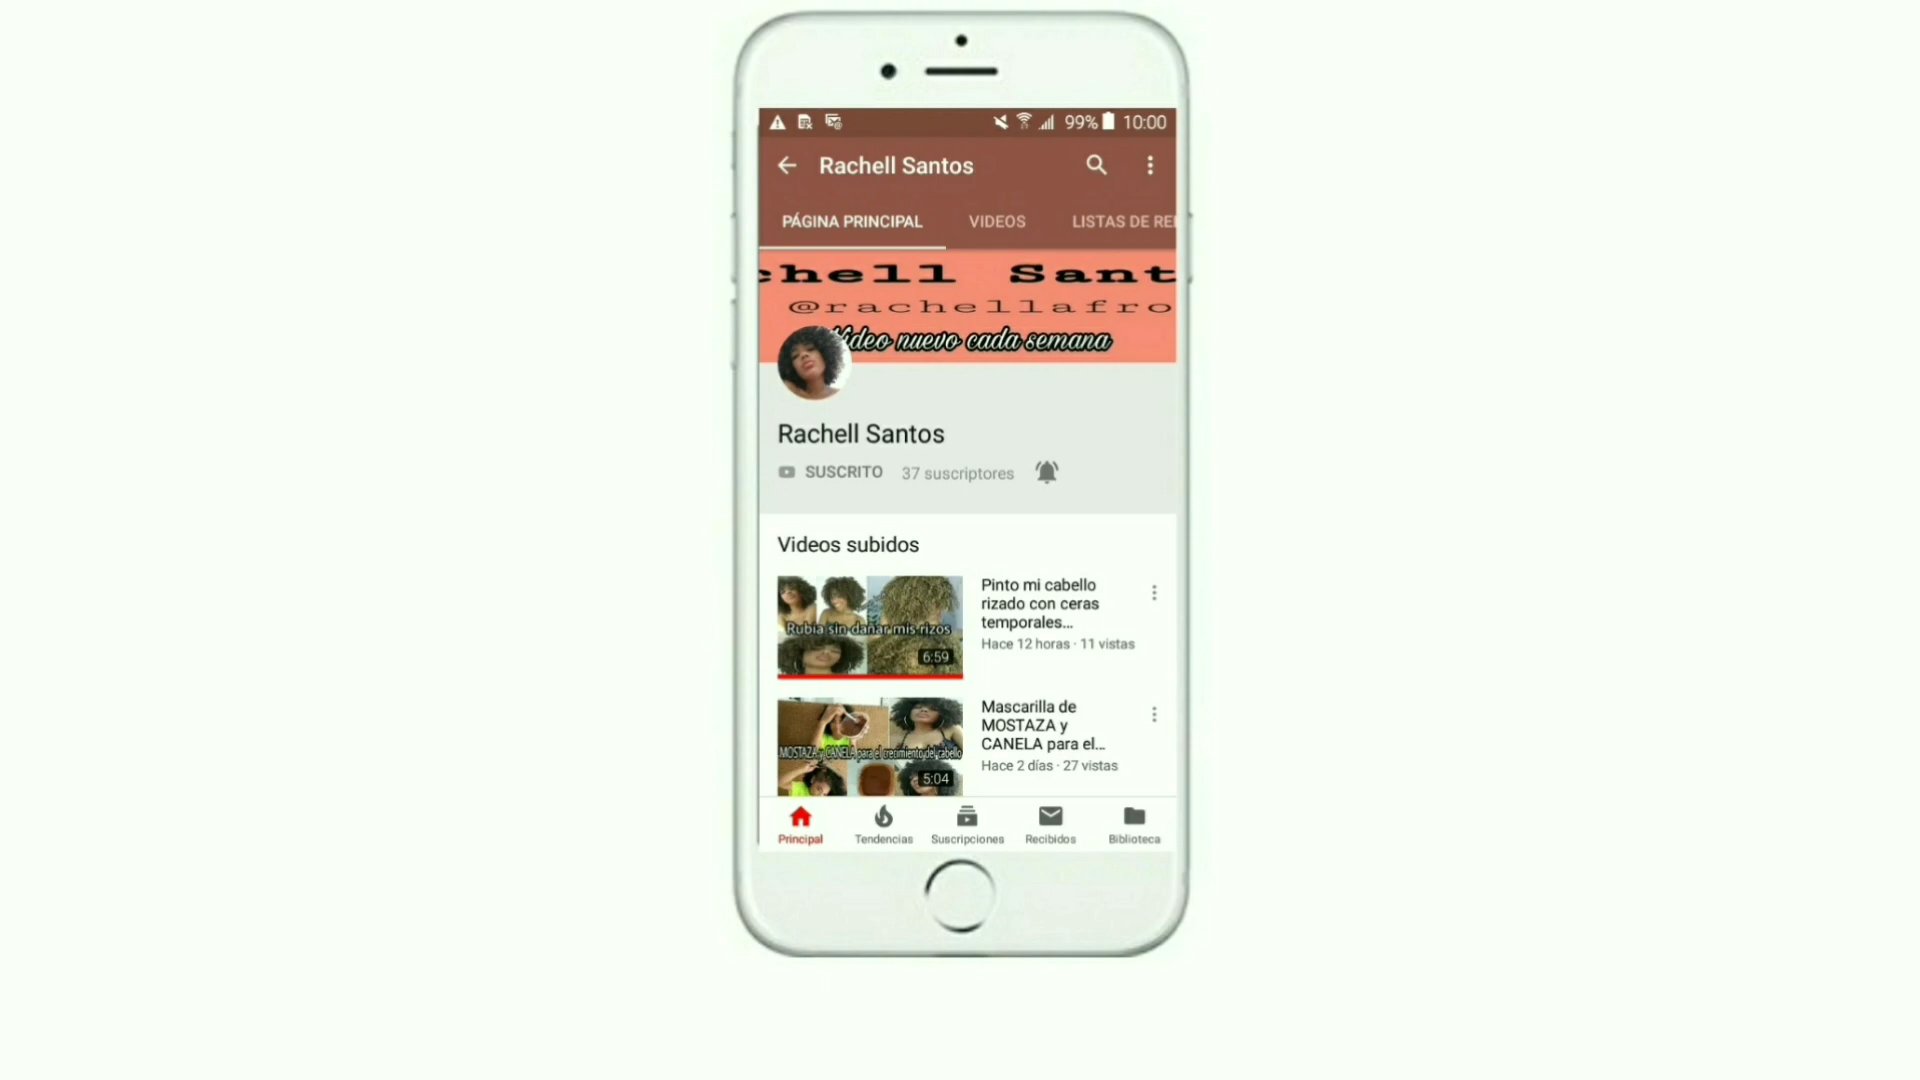 99% 10:00
Rachell Santos
PÁGINA PRINCIPAL VIDEOS LISTAS DE RE
chell Sant
@rachellafro
Video nuevo cada semana
Rachell Santos
SUSCRITO 37 suscriptores
Videos subidos
Pinto mi cabello
rizado con ceras
temporales...
Hace 12 horas · 11 vistas
Rubia sin dañar mis rizos
6:59
Mascarilla de
MOSTAZA y
CANELA para el...
Hace 2 días · 27 vistas
MOSTAZA y CANELA para el crecimiento del cabello
5:04
Principal Tendencias Suscripciones Recibidos Biblioteca